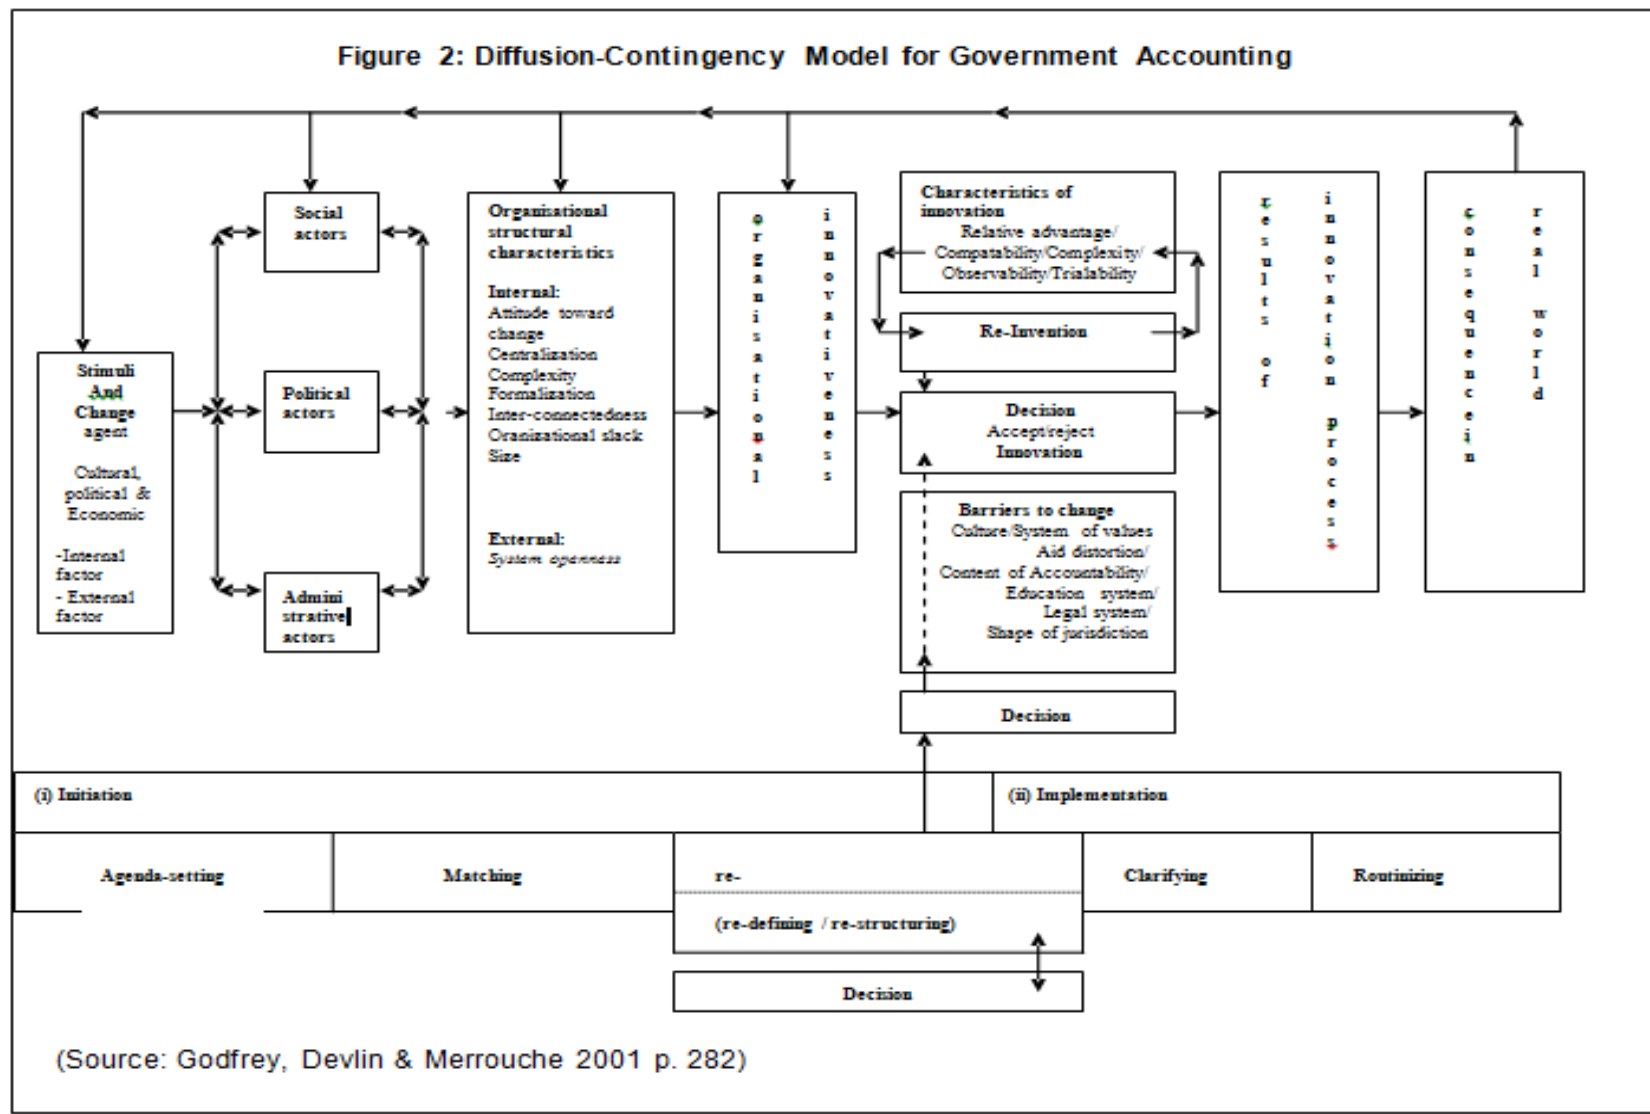 Figure 2: Diffusion-Contingency Model for Government Accounting
Stimuli
And
Change
agent
Cultural,
political &
Economic
-Internal
factor
- External
factor
Social
actors
Political
actors
Admini
strative
actors
Organisational
structural
characteristics
Internal:
Attitude toward
change
Centralization
Complexity
Formalization
Inter-connectedness
Oranizational slack
Size
External:
System openness
organisational
innovativeness
Characteristics of
innovation
Relative advantage/
Compatability/Complexity/
Observability/Trialability
Re-Invention
Decision
Accept/reject
Innovation
Barriers to change
Culture/System of values
Aid distortion/
Content of Accountability/
Education system/
Legal system/
Shape of jurisdiction
Decision
results of
innovation process
consequence in
real world
(i) Initiation
(ii) Implementation
Agenda-setting
Matching
re-
(re-defining / re-structuring)
Clarifying
Routinizing
Decision
(Source: Godfrey, Devlin & Merrouche 2001 p. 282)